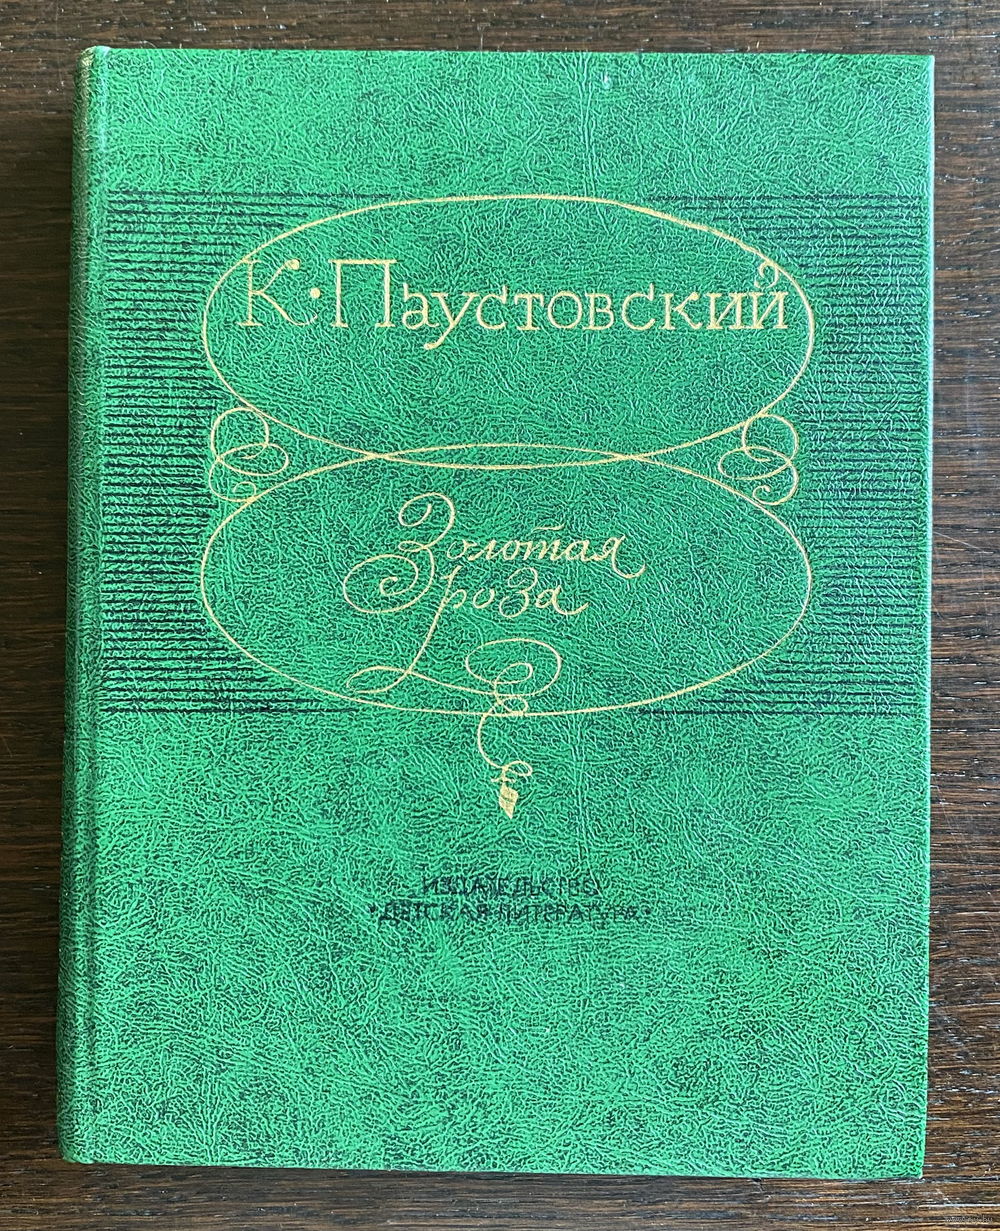 К·Паустовский
Золотая
роза
ИЗДАТЕЛЬСТВО
·ДЕТСКАЯ ЛИТЕРАТУРА·